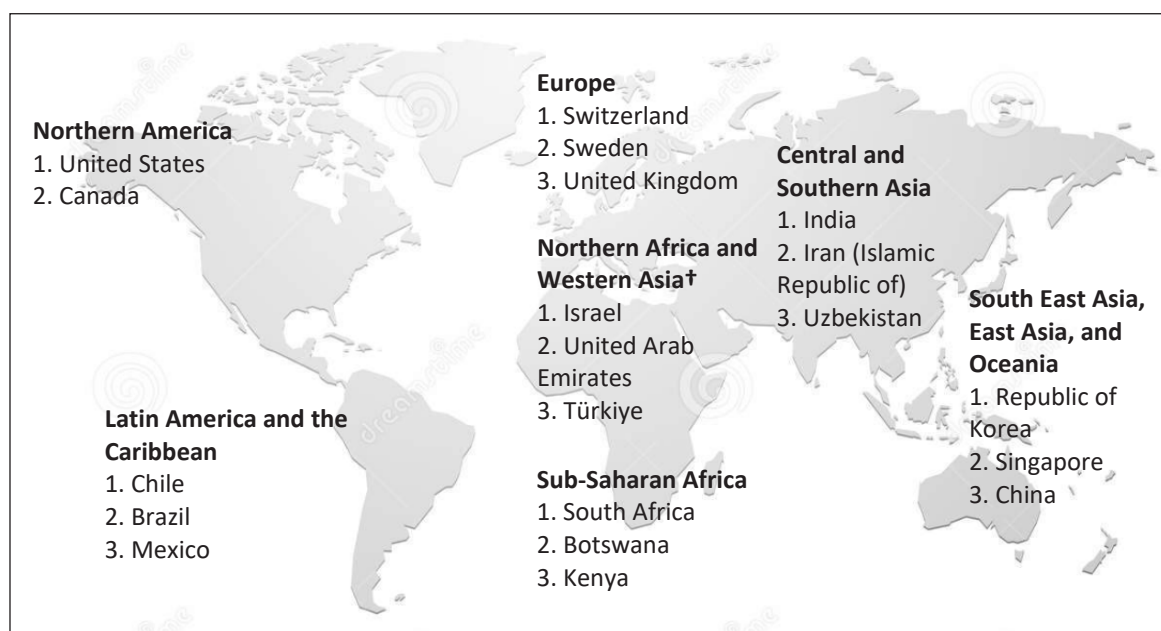 Northern America
1. United States
2. Canada
Europe
1. Switzerland
2. Sweden
3. United Kingdom
Central and
Southern Asia
1. India
2. Iran (Islamic
Republic of)
3. Uzbekistan
Northern Africa and
Western Asia†
1. Israel
2. United Arab
Emirates
3. Türkiye
South East Asia,
East Asia, and
Oceania
1. Republic of
Korea
2. Singapore
3. China
Latin America and the
Caribbean
1. Chile
2. Brazil
3. Mexico
Sub-Saharan Africa
1. South Africa
2. Botswana
3. Kenya
dreamstime